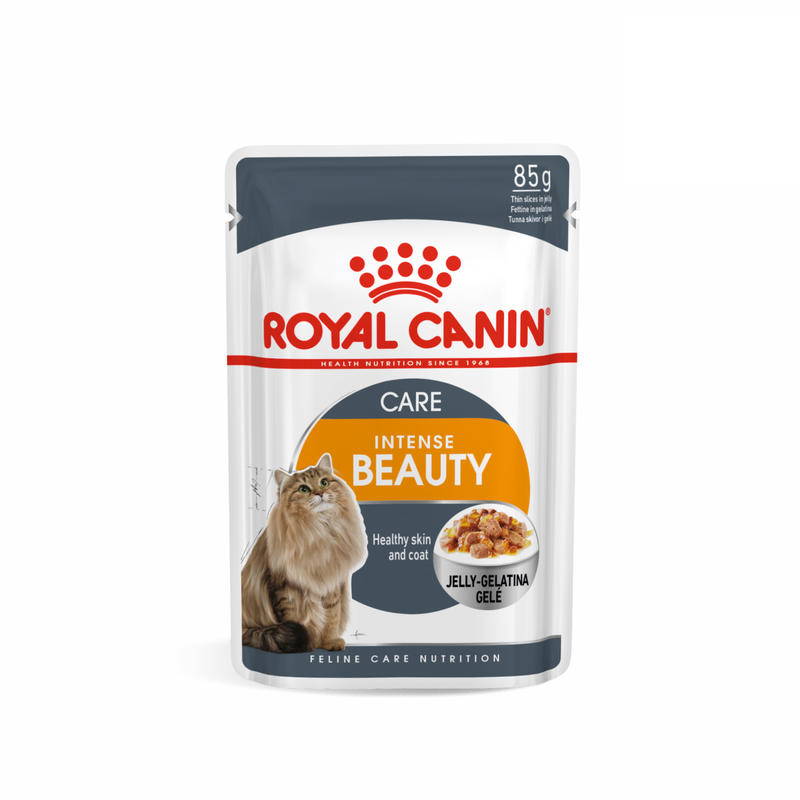 85g
Thin slices in jelly
Fettine in gelatina
Tunna skivor i gelé
ROYAL CANIN®
HEALTH NUTRITION SINCE 1968
CARE
INTENSE
BEAUTY
Healthy skin
and coat
JELLY-GELATINA
GELÉ
FELINE CARE NUTRITION